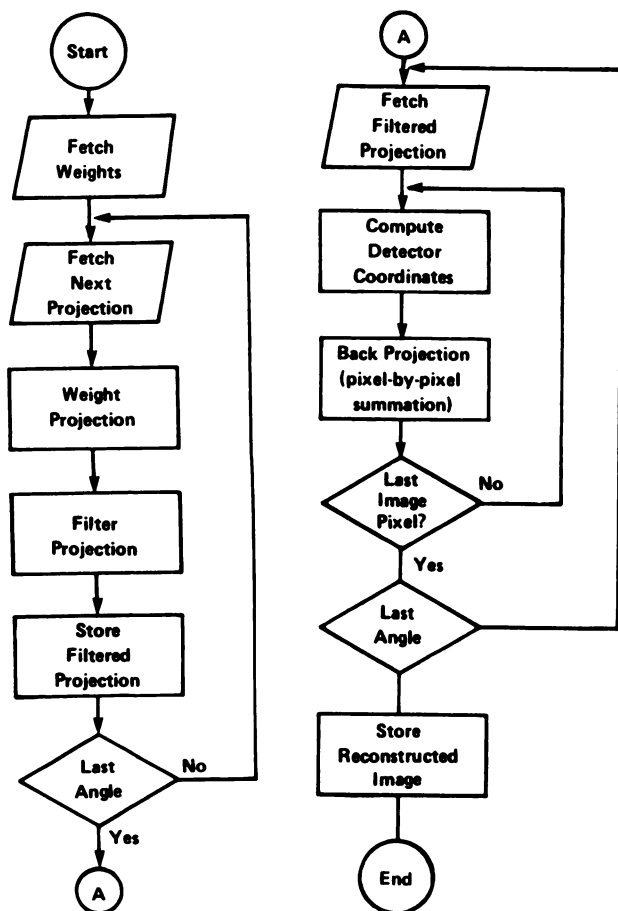 Start
Fetch
Weights
Fetch
Next
Projection
Weight
Projection
Filter
Projection
Store
Filtered
Projection
Last
Angle
No
Yes
A
A
Fetch
Filtered
Projection
Compute
Detector
Coordinates
Back Projection
(pixel-by-pixel
summation)
Last
Image
Pixel?
No
Yes
Last
Angle
Store
Reconstructed
Image
End